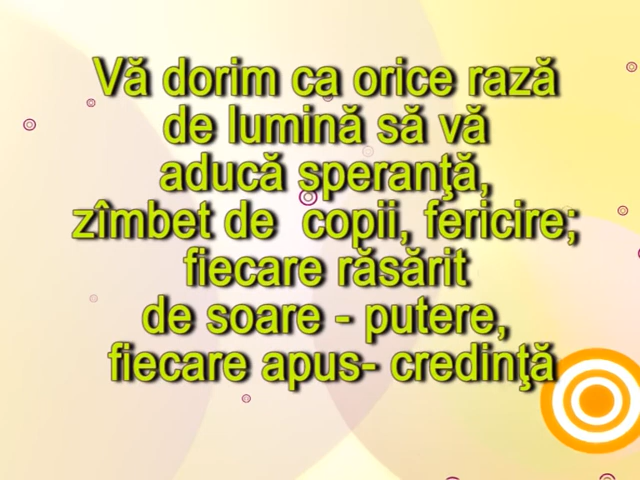 Vă dorim ca orice rază
de lumină să vă
aducă speranţă,
zîmbet de  copii, fericire;
fiecare răsărit
de soare - putere,
fiecare apus- credinţă